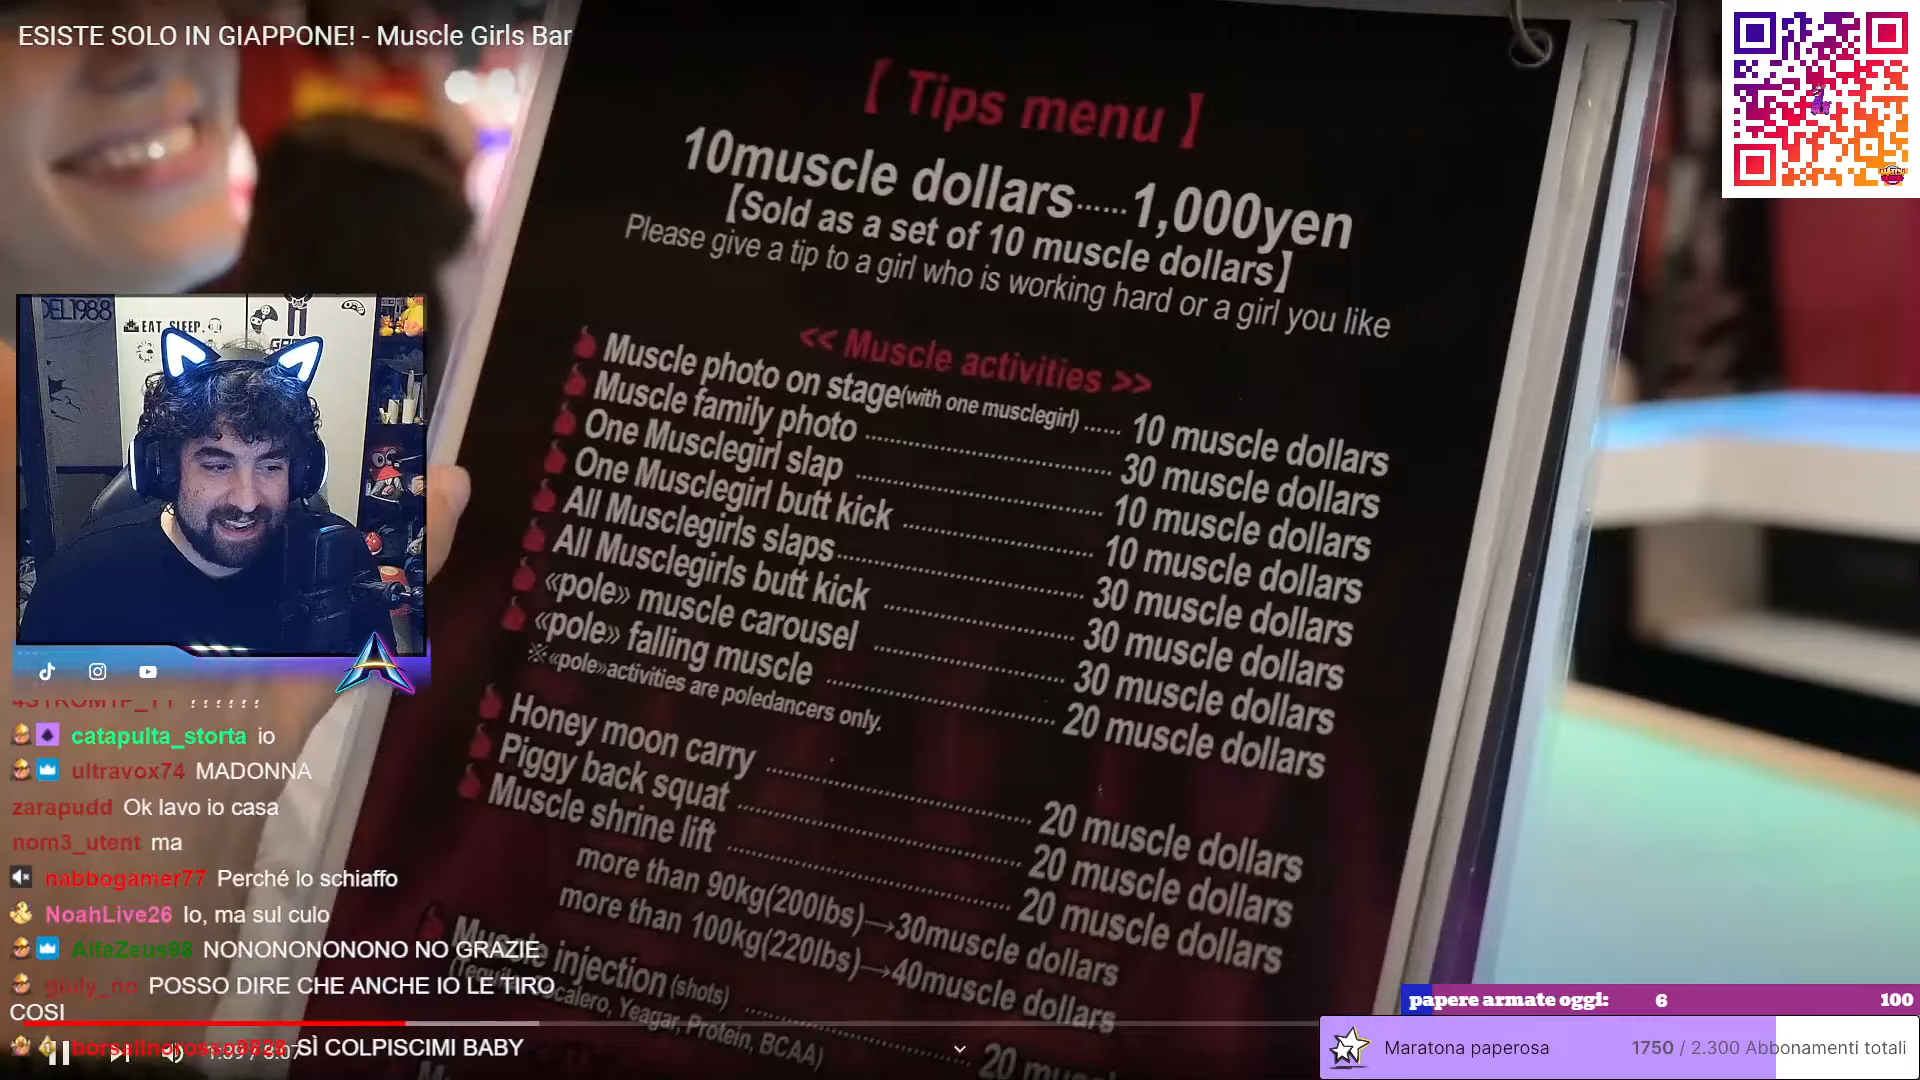 ESISTE SOLO IN GIAPPONE! - Muscle Girls Bar
【 Tips menu 】
10muscle dollars......1,000yen
【Sold as a set of 10 muscle dollars】
Please give a tip to a girl who is working hard or a girl you like
<< Muscle activities >>
Muscle photo on stage(with one musclegirl) ...... 10 muscle dollars
Muscle family photo ...... 30 muscle dollars
One Musclegirl slap ...... 10 muscle dollars
One Musclegirl butt kick ...... 10 muscle dollars
All Musclegirls slaps...... 30 muscle dollars
All Musclegirls butt kick ...... 30 muscle dollars
«pole» muscle carousel ...... 30 muscle dollars
«pole» falling muscle ...... 20 muscle dollars
※«pole»activities are poledancers only.
Honey moon carry ...... 20 muscle dollars
Piggy back squat ...... 20 muscle dollars
Muscle shrine lift ...... 20 muscle dollars
more than 90kg(200lbs)→30muscle dollars
more than 100kg(220lbs)→40muscle dollars
Muscle injection (shots) ...... 20
Yeagar, Protein, BCAA)
DEL1988
EAT SLEEP
catapulta_storta io
ultravox74 MADONNA
zarapudd Ok lavo io casa
nom3_utent ma
nabbogamer77 Perché lo schiaffo
NoahLive26 Io, ma sul culo
AlfaZeus98 NONONONONONO NO GRAZIE
giuly_no POSSO DIRE CHE ANCHE IO LE TIRO
COSI
SÌ COLPISCIMI BABY
papere armate oggi: 6 100
Maratona paperosa 1750 / 2.300 Abbonamenti totali